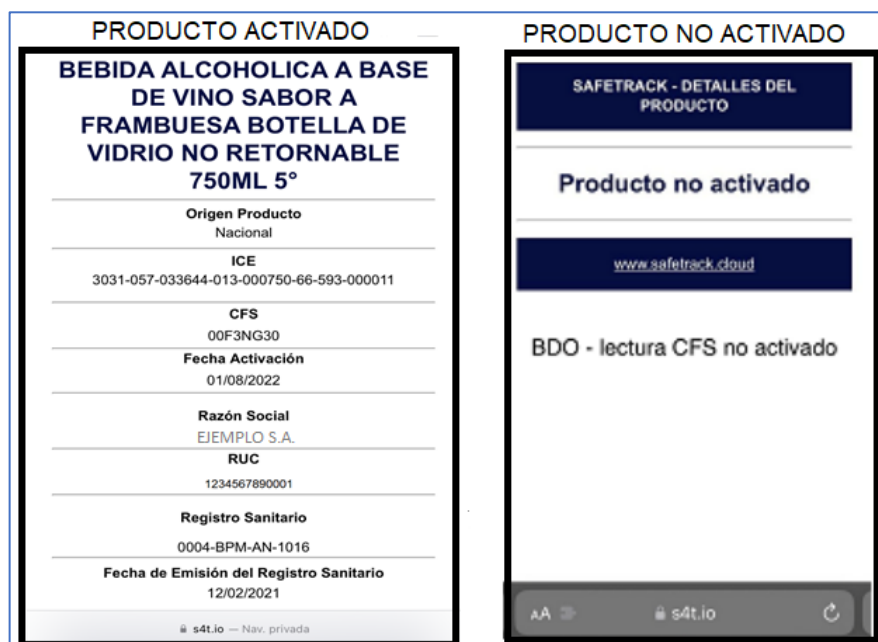 PRODUCTO ACTIVADO
BEBIDA ALCOHOLICA A BASE
DE VINO SABOR A
FRAMBUESA BOTELLA DE
VIDRIO NO RETORNABLE
750ML 5°
Origen Producto
Nacional
ICE
3031-057-033644-013-000750-66-593-000011
CFS
00F3NG30
Fecha Activación
01/08/2022
Razón Social
EJEMPLO S.A.
RUC
1234567890001
Registro Sanitario
0004-BPM-AN-1016
Fecha de Emisión del Registro Sanitario
12/02/2021
s4t.io — Nav. privada
PRODUCTO NO ACTIVADO
SAFETRACK - DETALLES DEL
PRODUCTO
Producto no activado
www.safetrack.cloud
BDO - lectura CFS no activado
AA s4t.io